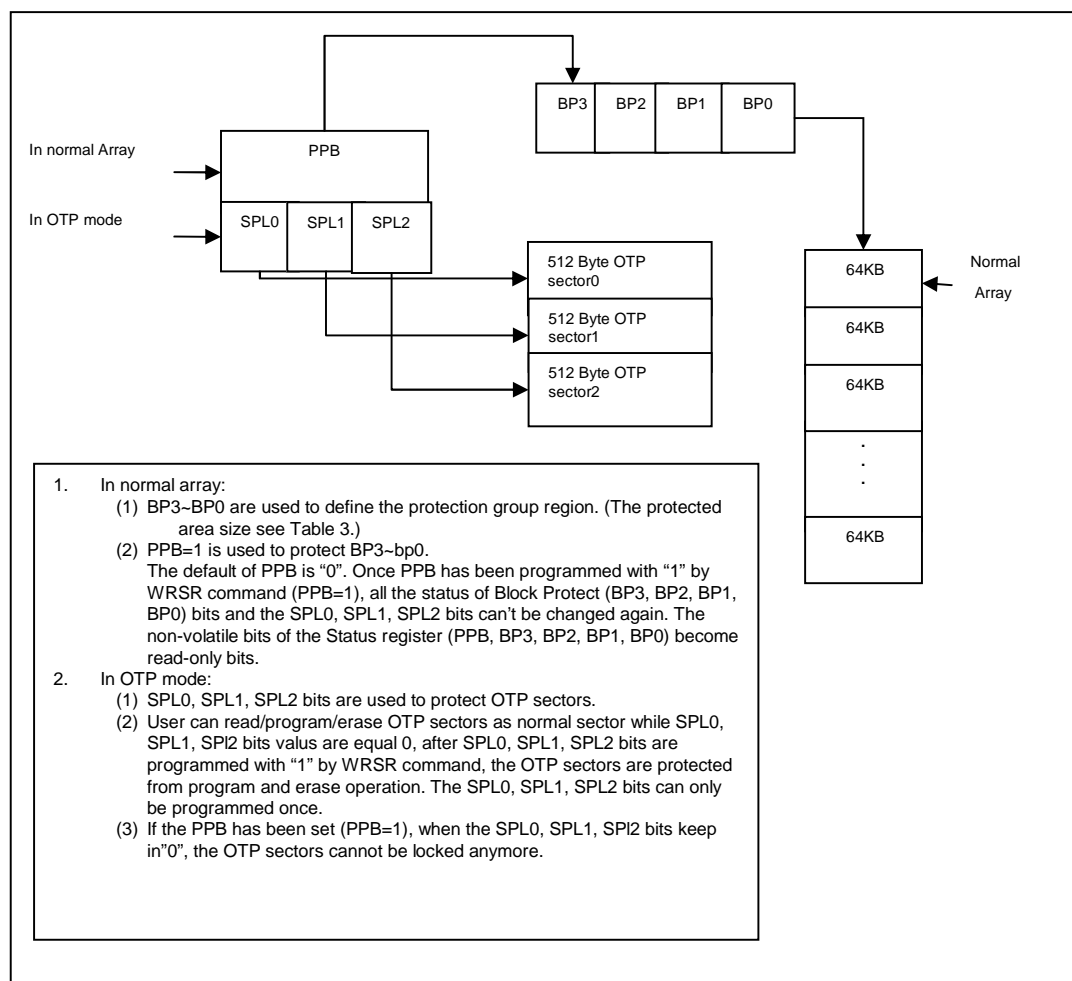 BP3 BP2 BP1 BP0
In normal Array
PPB
In OTP mode
SPL0 SPL1 SPL2
512 Byte OTP
sector0
512 Byte OTP
sector1
512 Byte OTP
sector2
64KB
Normal
Array
64KB
64KB
.
.
.
64KB
1. In normal array:
(1) BP3~BP0 are used to define the protection group region. (The protected
area size see Table 3.)
(2) PPB=1 is used to protect BP3~bp0.
The default of PPB is “0”. Once PPB has been programmed with “1” by
WRSR command (PPB=1), all the status of Block Protect (BP3, BP2, BP1,
BP0) bits and the SPL0, SPL1, SPL2 bits can’t be changed again. The
non-volatile bits of the Status register (PPB, BP3, BP2, BP1, BP0) become
read-only bits.
2. In OTP mode:
(1) SPL0, SPL1, SPL2 bits are used to protect OTP sectors.
(2) User can read/program/erase OTP sectors as normal sector while SPL0,
SPL1, SPl2 bits valus are equal 0, after SPL0, SPL1, SPL2 bits are
programmed with “1” by WRSR command, the OTP sectors are protected
from program and erase operation. The SPL0, SPL1, SPL2 bits can only
be programmed once.
(3) If the PPB has been set (PPB=1), when the SPL0, SPL1, SPl2 bits keep
in”0”, the OTP sectors cannot be locked anymore.